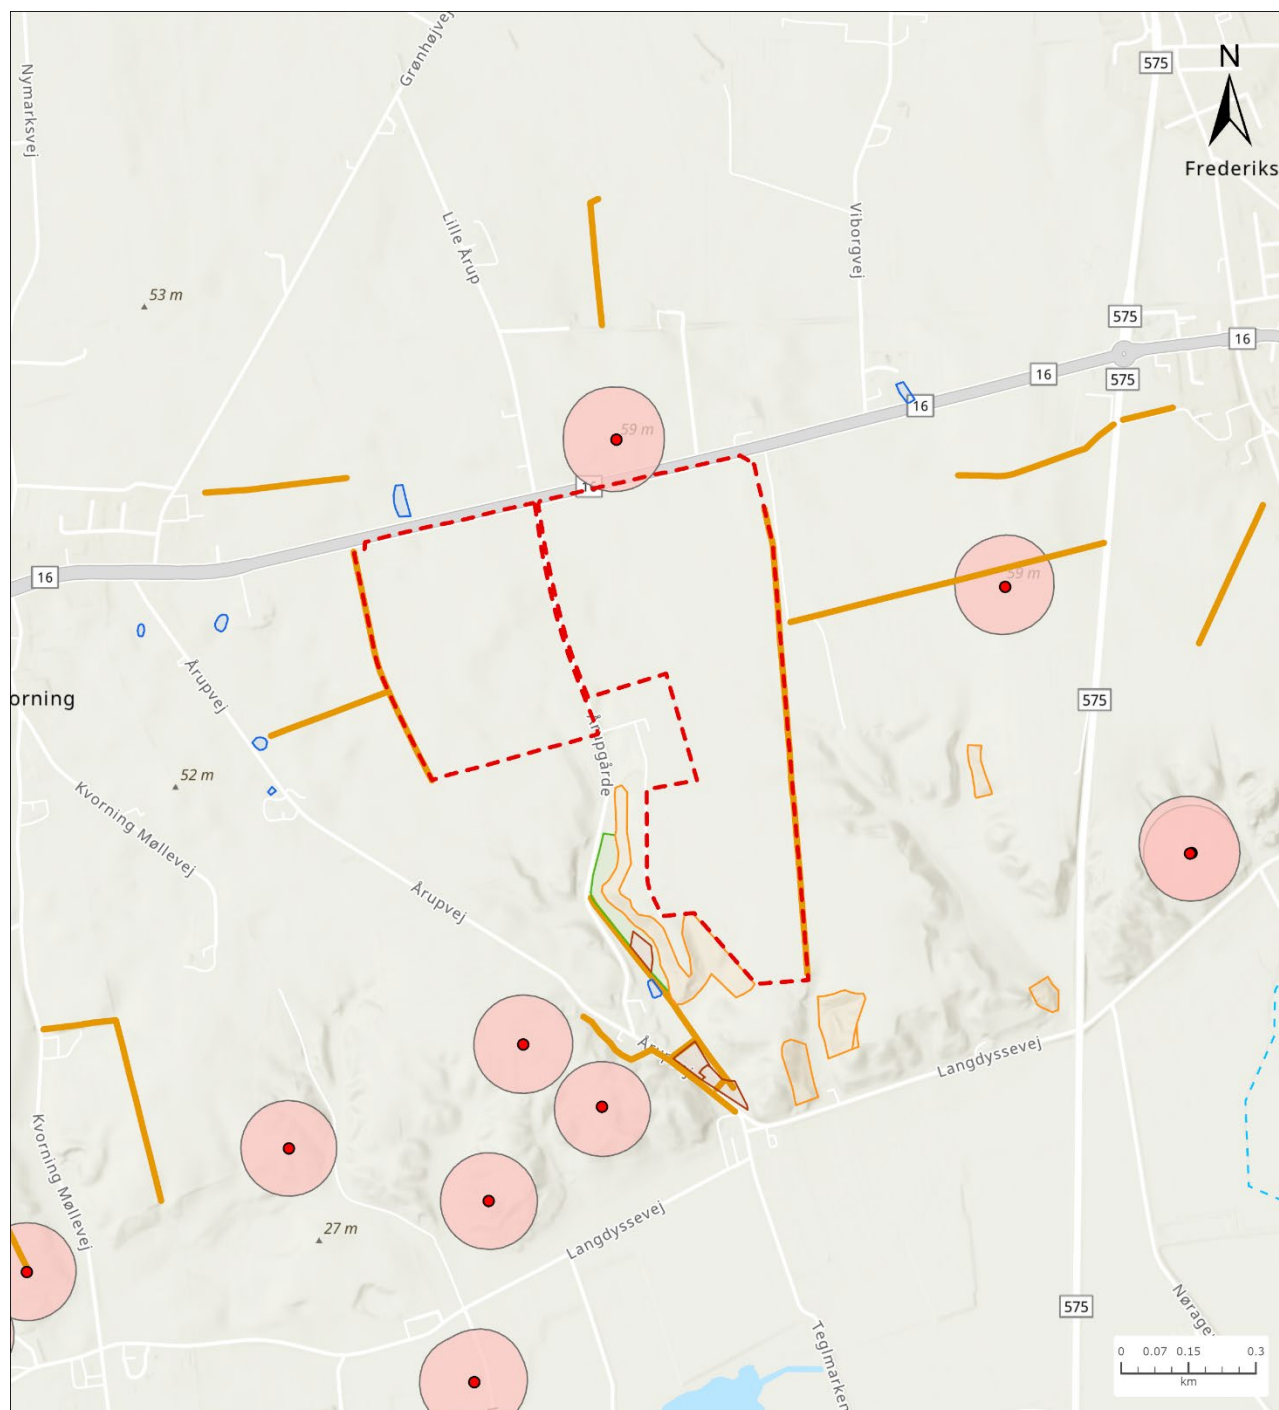 Grønhøjvej
575
N
Nymarksvej
Frederiks
Lille Årup
Viborgvej
53 m
575
16
16
575
16
59 m
59 m
16
Årupvej
orning
575
Årupgårde
52 m
Kvorning Møllevej
Årupvej
Langdyssevej
Kvorning Møllevej
Langdyssevej
27 m
575
Teglmarken
0 0.07 0.15 0.3
km